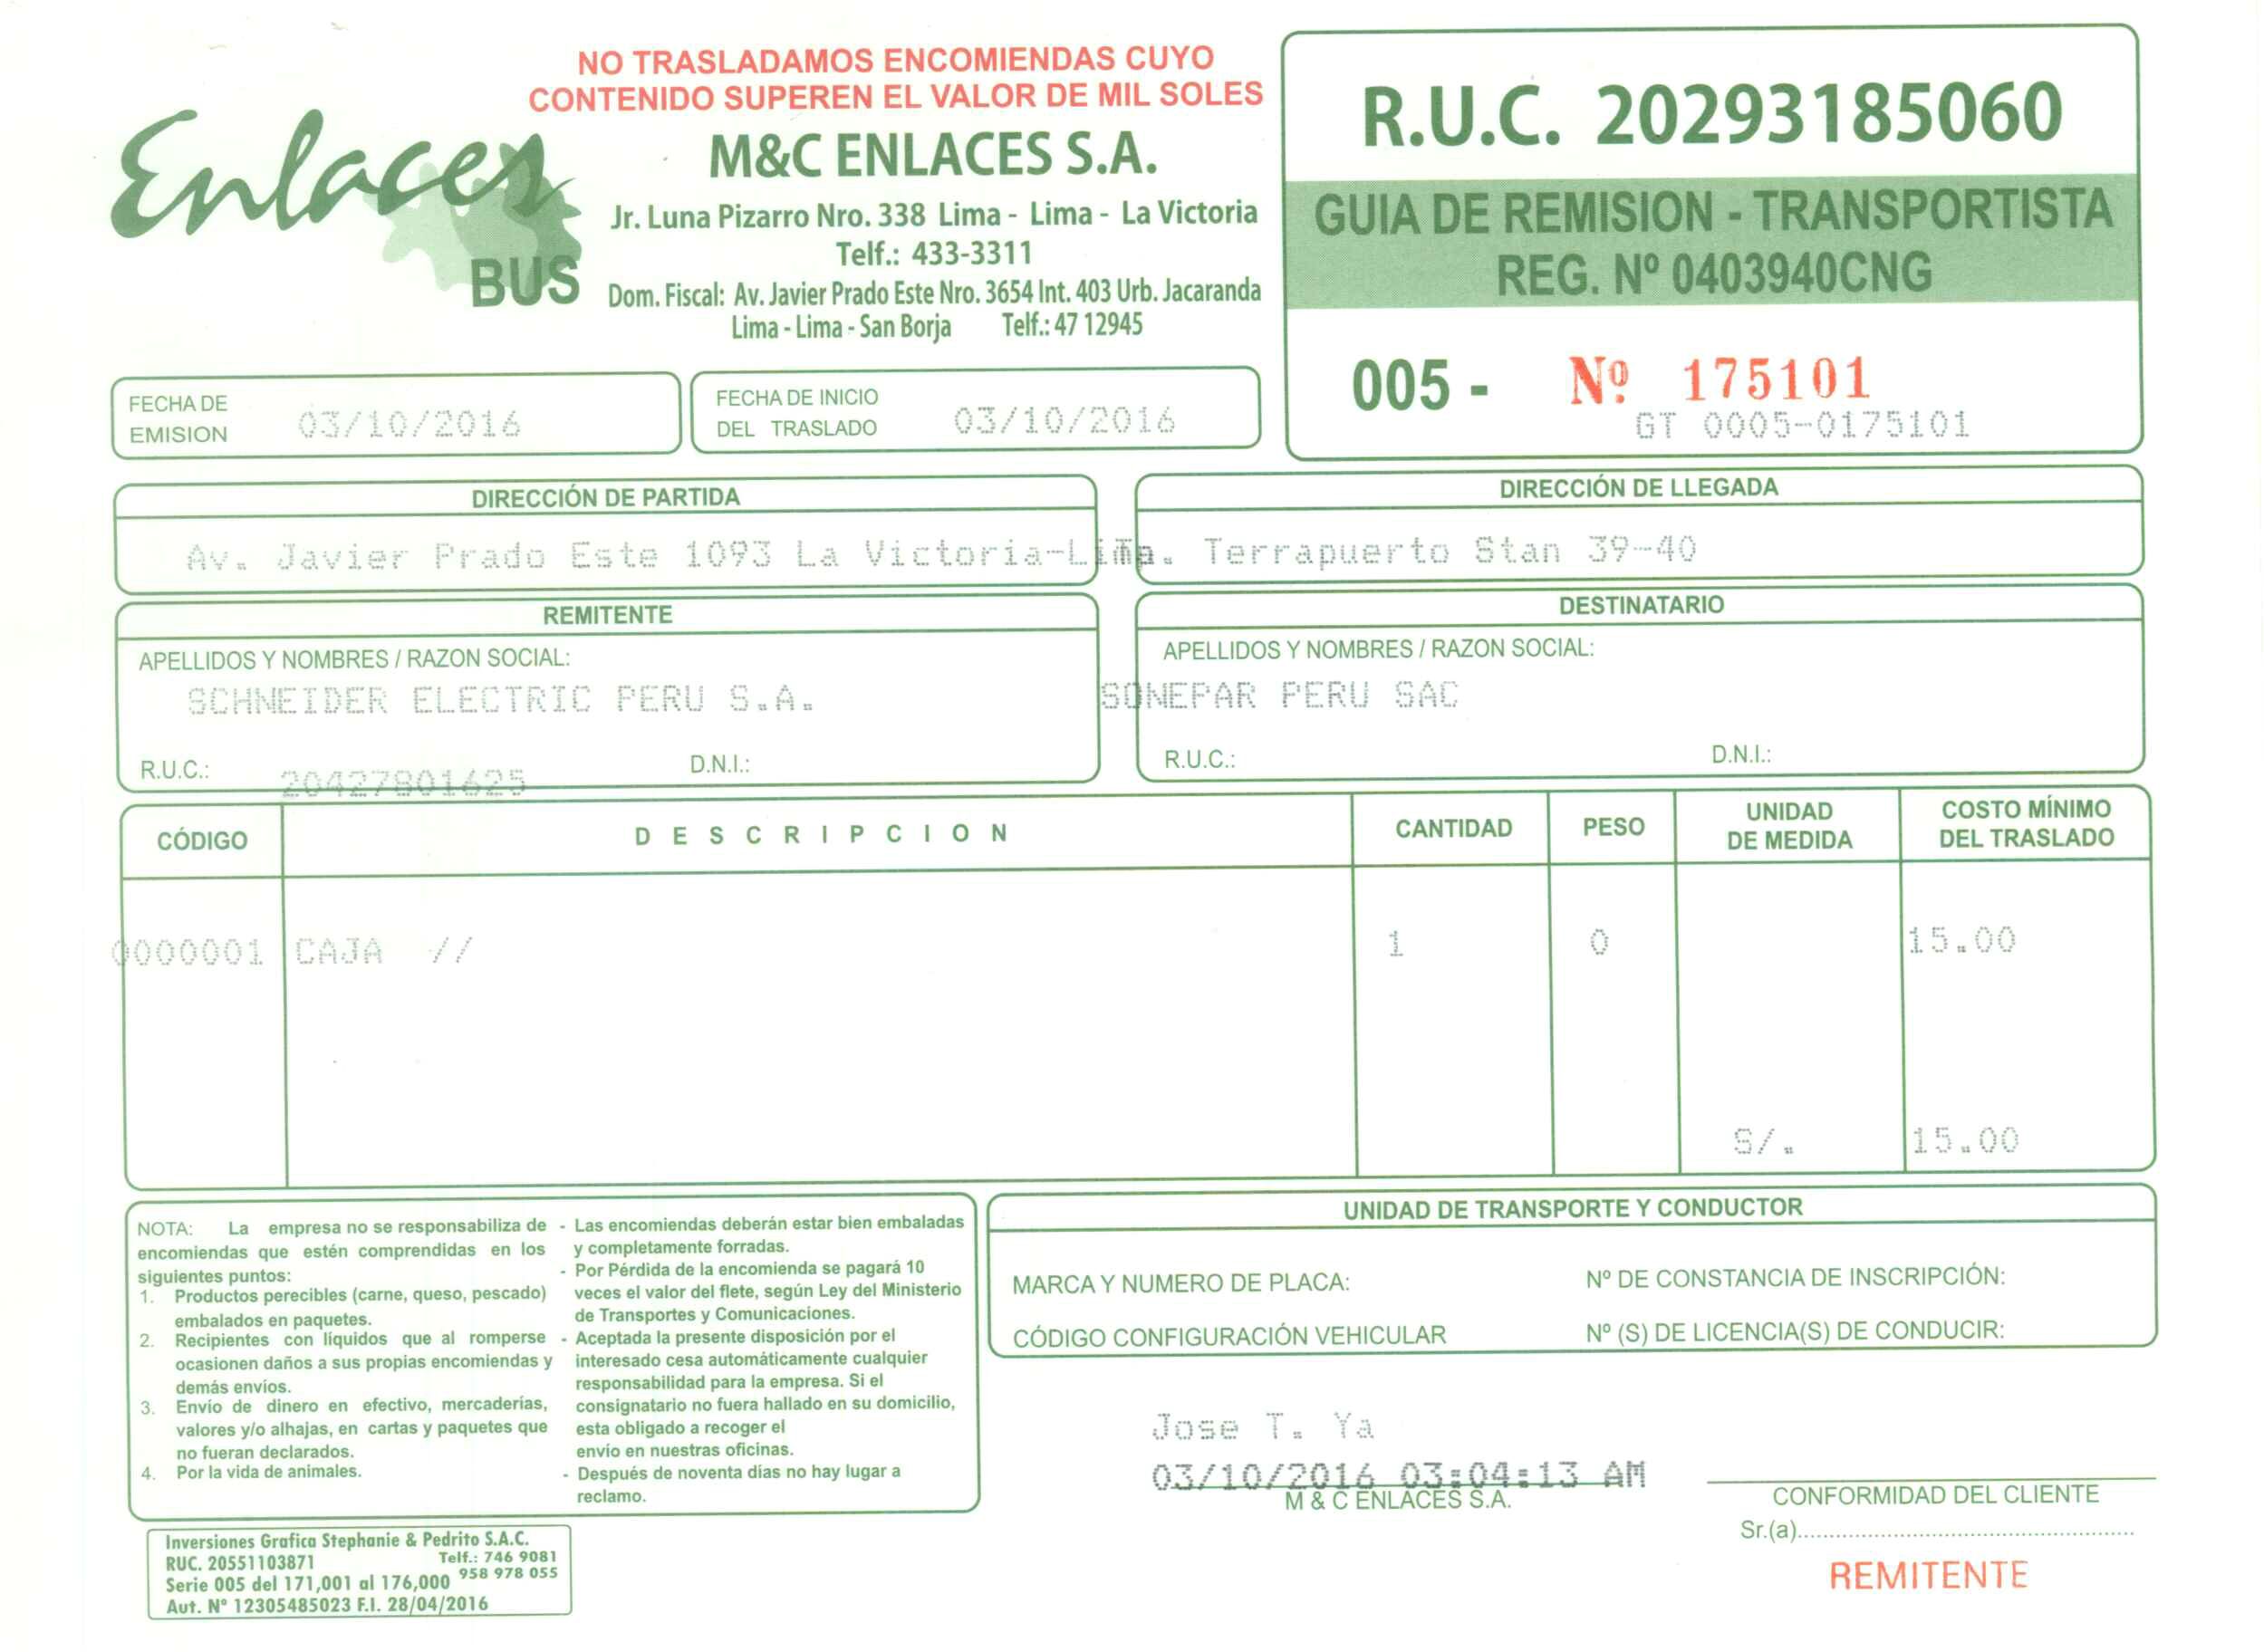 NO TRASLADAMOS ENCOMIENDAS CUYO
CONTENIDO SUPEREN EL VALOR DE MIL SOLES
Enlaces
BUS
M&C ENLACES S.A.
Jr. Luna Pizarro Nro. 338 Lima - Lima - La Victoria
Telf.: 433-3311
Dom. Fiscal: Av. Javier Prado Este Nro. 3654 Int. 403 Urb. Jacaranda
Lima - Lima - San Borja Telf.: 47 12945
R.U.C. 20293185060
GUIA DE REMISION - TRANSPORTISTA
REG. Nº 0403940CNG
005 - Nº 175101
GT 0005-0175101
FECHA DE
EMISION 03/10/2016
FECHA DE INICIO
DEL TRASLADO 03/10/2016
DIRECCIÓN DE PARTIDA
Av. Javier Prado Este 1093 La Victoria-Lima
DIRECCIÓN DE LLEGADA
Terrapuerto Stan 39-40
REMITENTE
APELLIDOS Y NOMBRES / RAZON SOCIAL:
SCHNEIDER ELECTRIC PERU S.A.
R.U.C.: 20427801625 D.N.I.:
DESTINATARIO
APELLIDOS Y NOMBRES / RAZON SOCIAL:
SONEPAR PERU SAC
R.U.C.: D.N.I.:
CÓDIGO DESCRIPCION CANTIDAD PESO UNIDAD DE MEDIDA COSTO MÍNIMO DEL TRASLADO
0000001 CAJA // 1 0 15.00
S/. 15.00
NOTA: La empresa no se responsabiliza de
encomiendas que estén comprendidas en los
siguientes puntos:
1. Productos perecibles (carne, queso, pescado)
embalados en paquetes.
2. Recipientes con líquidos que al romperse
ocasionen daños a sus propias encomiendas y
demás envíos.
3. Envío de dinero en efectivo, mercaderías,
valores y/o alhajas, en cartas y paquetes que
no fueran declarados.
4. Por la vida de animales.
- Las encomiendas deberán estar bien embaladas
y completamente forradas.
- Por Pérdida de la encomienda se pagará 10
veces el valor del flete, según Ley del Ministerio
de Transportes y Comunicaciones.
- Aceptada la presente disposición por el
interesado cesa automáticamente cualquier
responsabilidad para la empresa. Si el
consignatario no fuera hallado en su domicilio,
esta obligado a recoger el
envío en nuestras oficinas.
- Después de noventa días no hay lugar a
reclamo.
UNIDAD DE TRANSPORTE Y CONDUCTOR
MARCA Y NUMERO DE PLACA: Nº DE CONSTANCIA DE INSCRIPCIÓN:
CÓDIGO CONFIGURACIÓN VEHICULAR Nº (S) DE LICENCIA(S) DE CONDUCIR:
Jose T. Ya
03/10/2016 03:04:13 AM
M & C ENLACES S.A.
CONFORMIDAD DEL CLIENTE
Sr.(a)
REMITENTE
Inversiones Grafica Stephanie & Pedrito S.A.C.
RUC. 20551103871 Telf.: 746 9081
Serie 005 del 171,001 al 176,000 958 978 055
Aut. Nº 12305485023 F.I. 28/04/2016